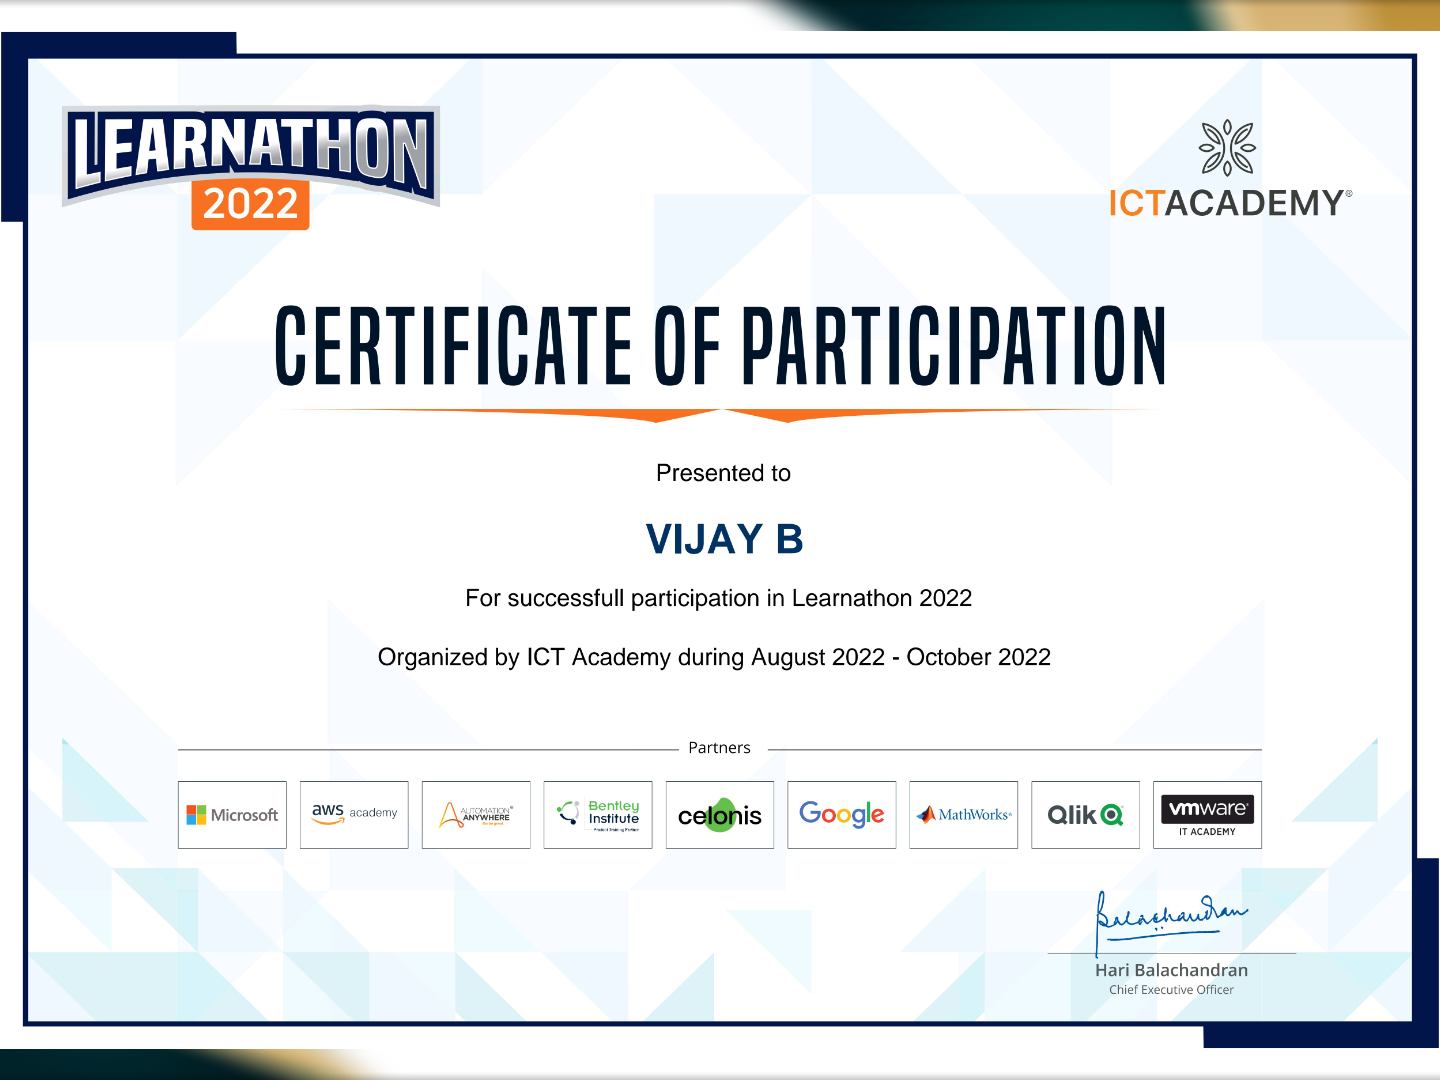 LEARNATHON
2022
ICTACADEMY®
CERTIFICATE OF PARTICIPATION
Presented to
VIJAY B
For successfull participation in Learnathon 2022
Organized by ICT Academy during August 2022 - October 2022
Partners
Microsoft
aws academy
AUTOMATION
ANYWHERE
Bentley
Institute
celonis
Google
MathWorks®
Qlik
vmware®
IT ACADEMY
Balachandran
Hari Balachandran
Chief Executive Officer